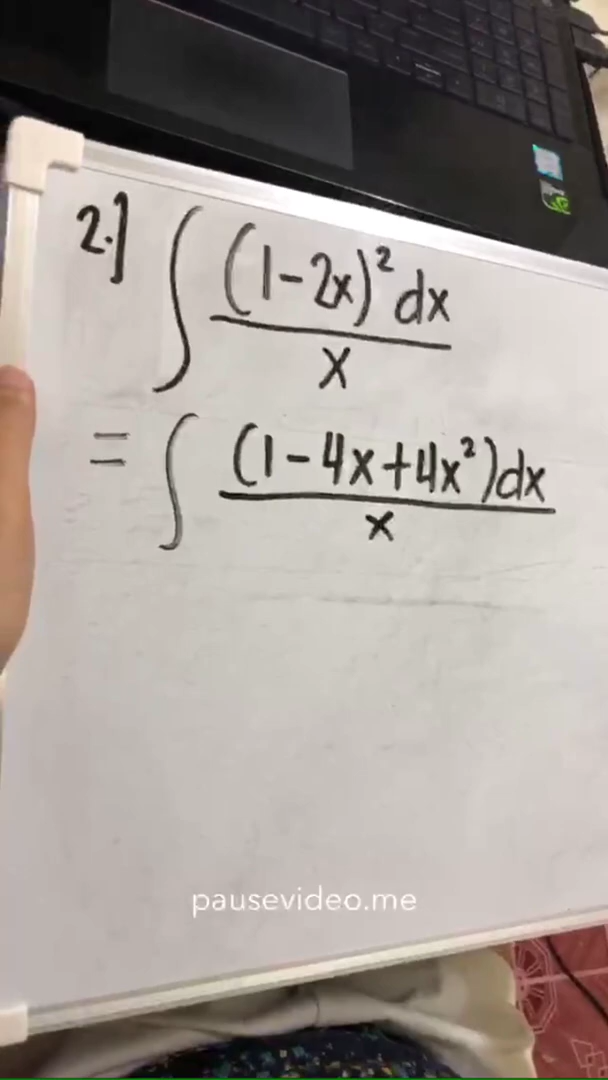 2.) ∫ (1-2x)² dx / x
= ∫ (1-4x+4x²)dx / x
pausevideo.me